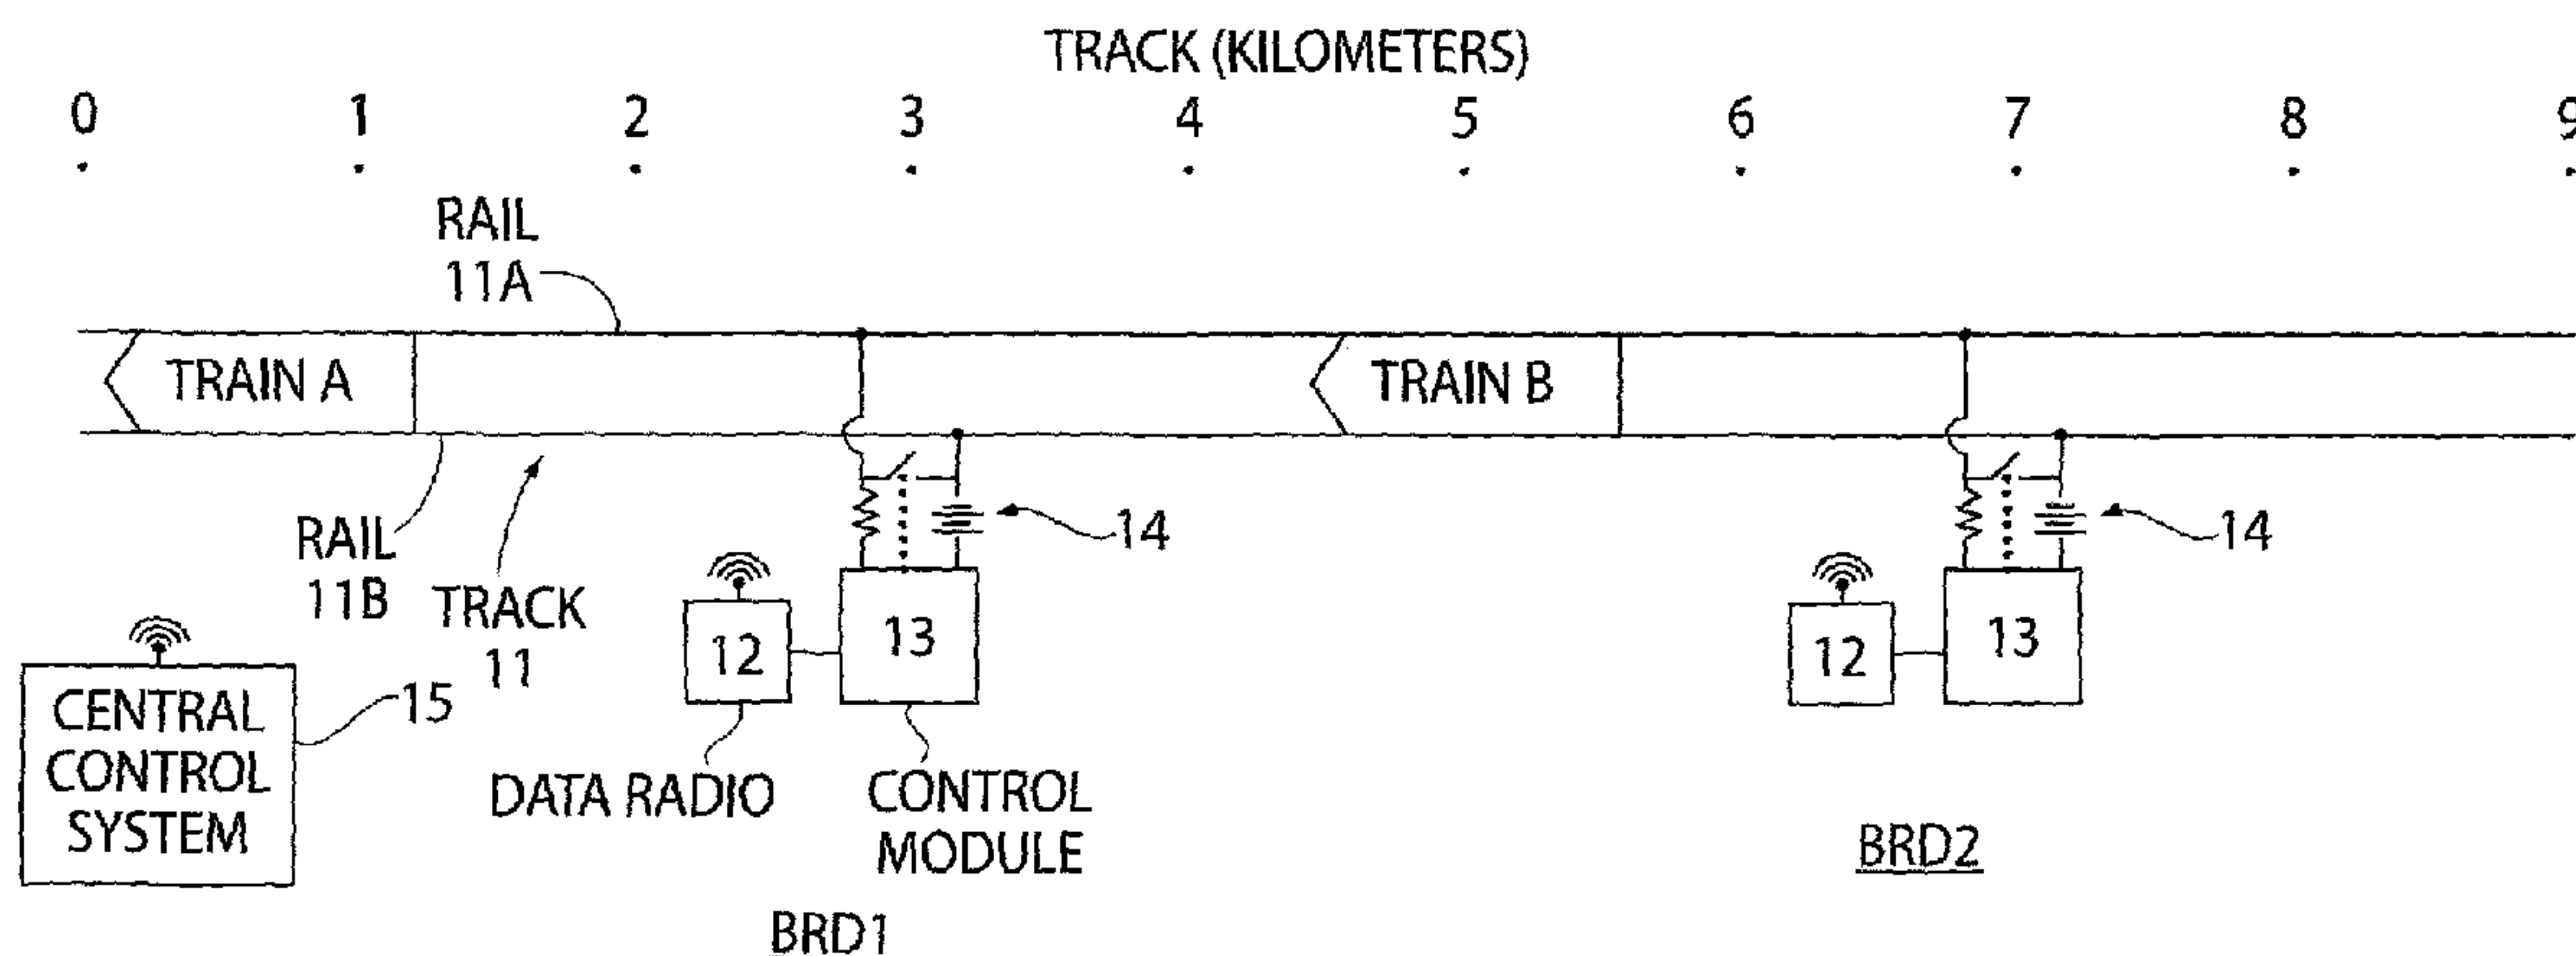 TRACK (KILOMETERS)
0 1 2 3 4 5 6 7 8 9
RAIL
11A
TRAIN A
TRAIN B
RAIL
11B
TRACK
11
14
14
12
13
12
13
CENTRAL
CONTROL
SYSTEM
15
DATA RADIO
CONTROL
MODULE
BRD1
BRD2